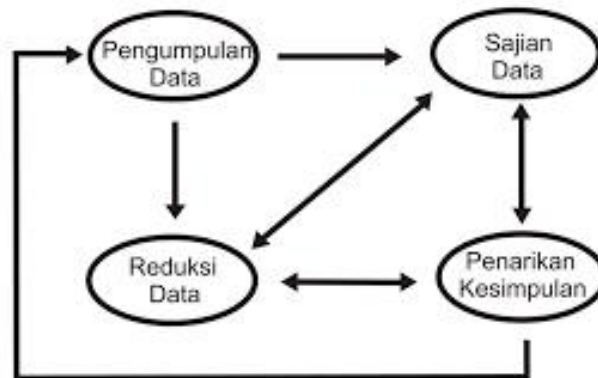 Pengumpulan
Data
Sajian
Data
Reduksi
Data
Penarikan
Kesimpulan